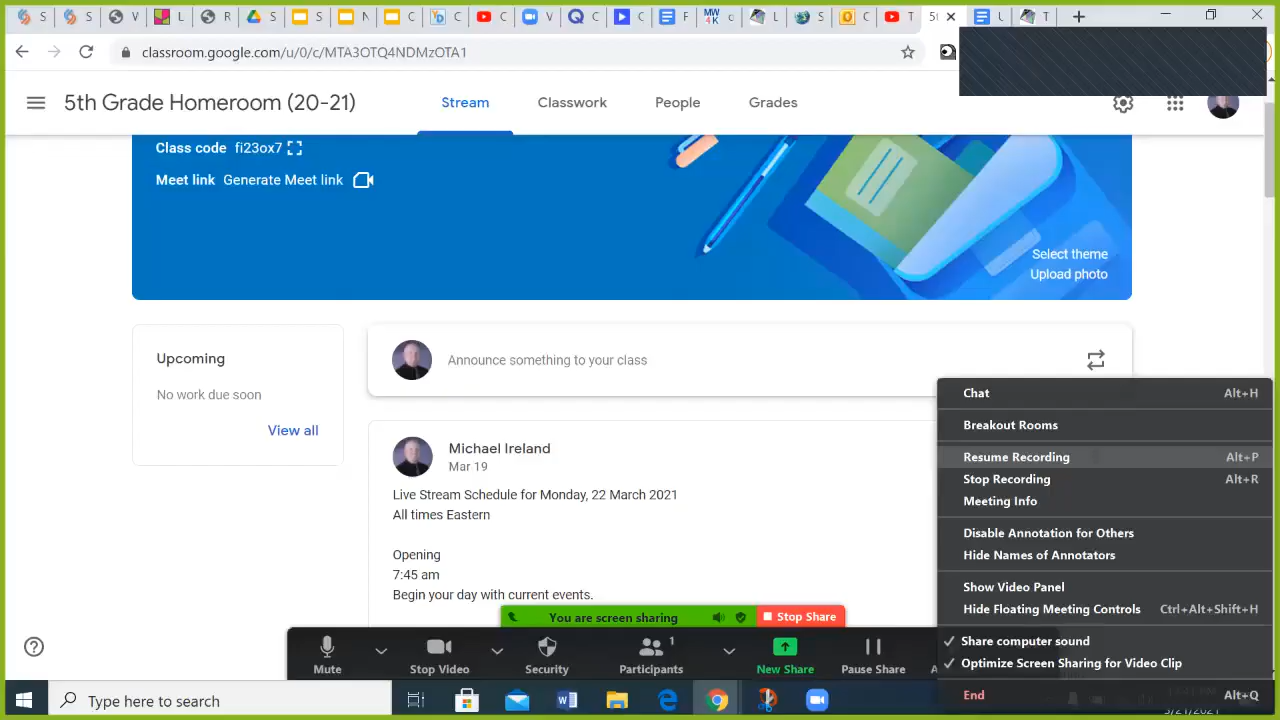 S S V L R S S N C C C V C C F MW4K c L S C T 5t L T
classroom.google.com/u/0/c/MTA3OTQ4NDMzOTA1
5th Grade Homeroom (20-21)
Stream Classwork People Grades
Class code fi23ox7
Meet link Generate Meet link
Select theme
Upload photo
Upcoming
No work due soon
View all
Announce something to your class
Michael Ireland
Mar 19
Live Stream Schedule for Monday, 22 March 2021
All times Eastern
Opening
7:45 am
Begin your day with current events.
Chat Alt+H
Breakout Rooms
Resume Recording Alt+P
Stop Recording Alt+R
Meeting Info
Disable Annotation for Others
Hide Names of Annotators
Show Video Panel
Hide Floating Meeting Controls Ctrl+Alt+Shift+H
Share computer sound
Optimize Screen Sharing for Video Clip
End Alt+Q
You are screen sharing Stop Share
1
Mute Stop Video Security Participants New Share Pause Share
Type here to search
3/21/2021